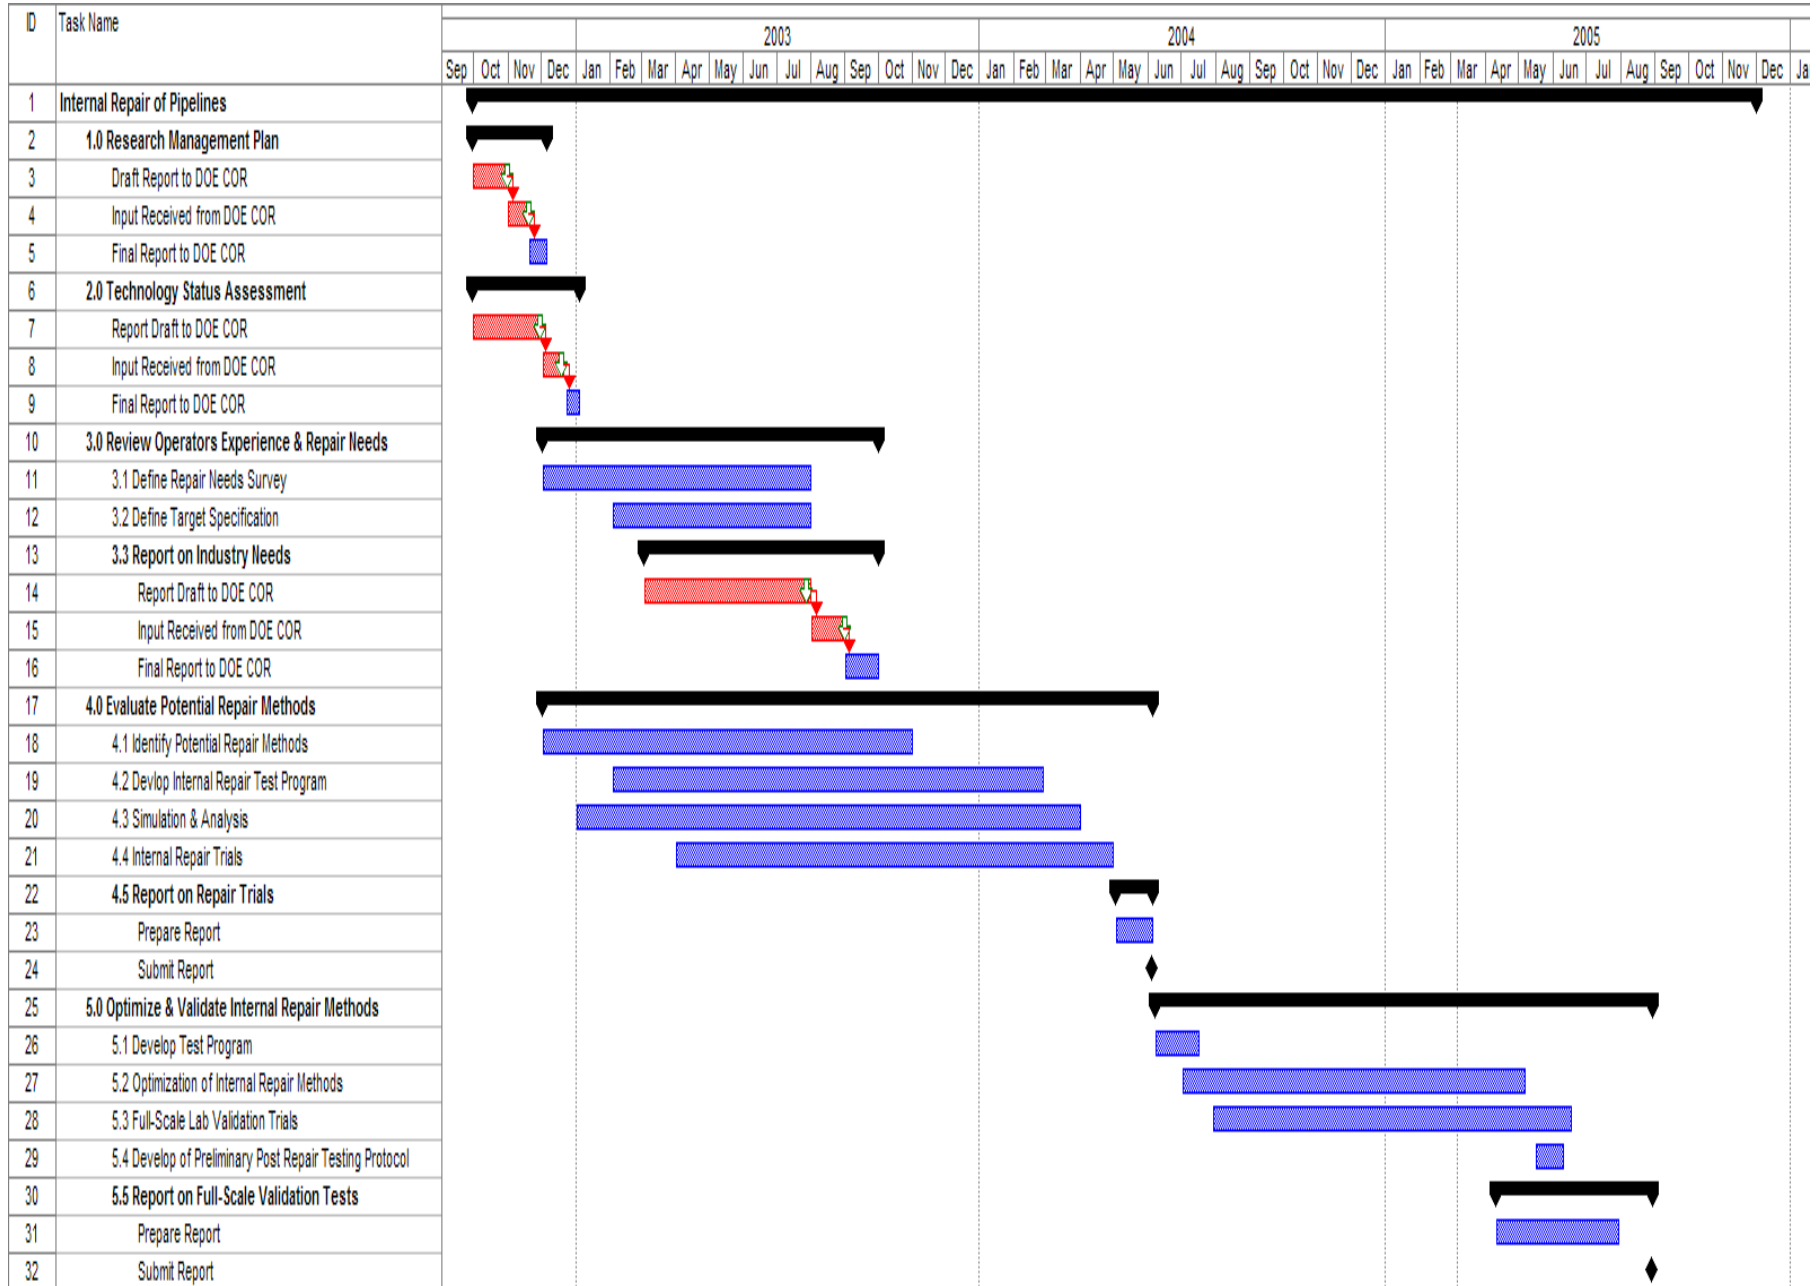 ID Task Name
2003 2004 2005
Sep Oct Nov Dec Jan Feb Mar Apr May Jun Jul Aug Sep Oct Nov Dec Jan Feb Mar Apr May Jun Jul Aug Sep Oct Nov Dec Jan Feb Mar Apr May Jun Jul Aug Sep Oct Nov Dec Ja
1 Internal Repair of Pipelines
2 1.0 Research Management Plan
3 Draft Report to DOE COR
4 Input Received from DOE COR
5 Final Report to DOE COR
6 2.0 Technology Status Assessment
7 Report Draft to DOE COR
8 Input Received from DOE COR
9 Final Report to DOE COR
10 3.0 Review Operators Experience & Repair Needs
11 3.1 Define Repair Needs Survey
12 3.2 Define Target Specification
13 3.3 Report on Industry Needs
14 Report Draft to DOE COR
15 Input Received from DOE COR
16 Final Report to DOE COR
17 4.0 Evaluate Potential Repair Methods
18 4.1 Identify Potential Repair Methods
19 4.2 Devlop Internal Repair Test Program
20 4.3 Simulation & Analysis
21 4.4 Internal Repair Trials
22 4.5 Report on Repair Trials
23 Prepare Report
24 Submit Report
25 5.0 Optimize & Validate Internal Repair Methods
26 5.1 Develop Test Program
27 5.2 Optimization of Internal Repair Methods
28 5.3 Full-Scale Lab Validation Trials
29 5.4 Develop of Preliminary Post Repair Testing Protocol
30 5.5 Report on Full-Scale Validation Tests
31 Prepare Report
32 Submit Report